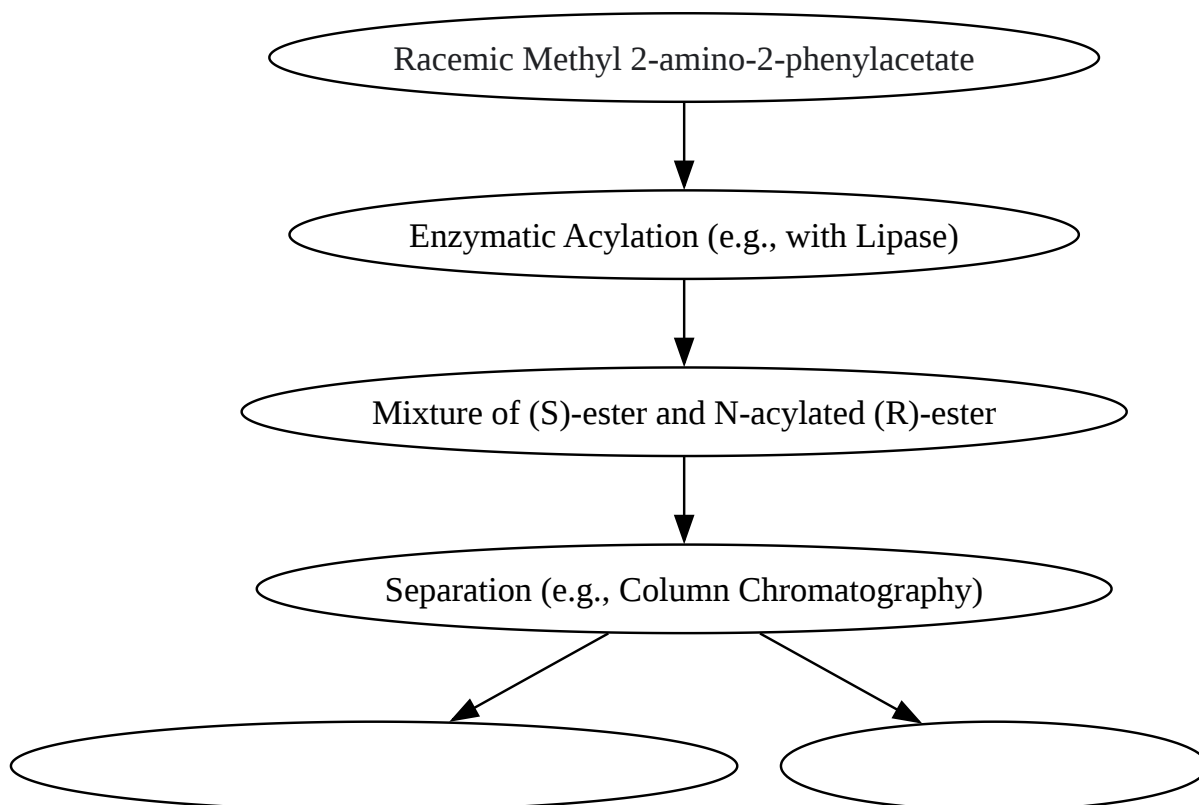 Racemic Methyl 2-amino-2-phenylacetate
Enzymatic Acylation (e.g., with Lipase)
Mixture of (S)-ester and N-acylated (R)-ester
Separation (e.g., Column Chromatography)